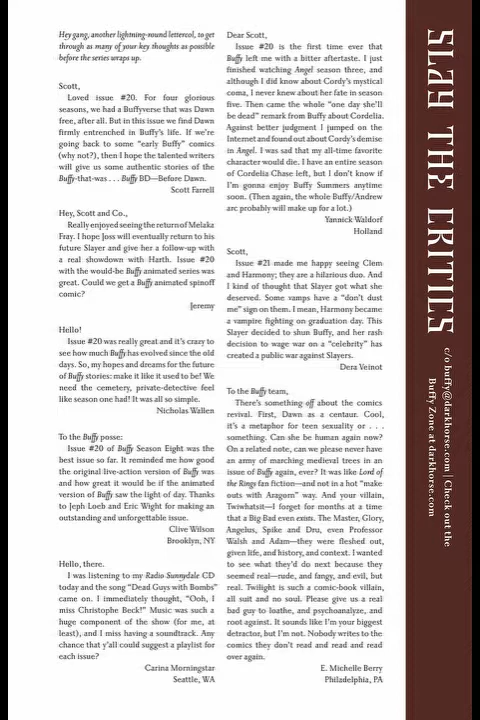 Hey gang, another lightning-round lettercol, to get
through as many of your key thoughts as possible
before the series wraps up.
Scott,
Loved issue #20. For four glorious
seasons, we had a Buffyverse that was Dawn
free, after all. But in this issue we find Dawn
firmly entrenched in Buffy's life. If we're
going back to some “early Buffy” comics
(why not?), then I hope the talented writers
will give us some authentic stories of the
Buffy-that-was . . . Buffy BD—Before Dawn.
Scott Farrell
Hey, Scott and Co.,
Really enjoyed seeing the return of Melaka
Fray. I hope Joss will eventually return to his
future Slayer and give her a follow-up with
a real showdown with Harth. Issue #20
with the would-be Buffy animated series was
great. Could we get a Buffy animated spinoff
comic?
Jeremy
Hello!
Issue #20 was really great and it's crazy to
see how much Buffy has evolved since the old
days. So, my hopes and dreams for the future
of Buffy stories: make it like it used to be! We
need the cemetery, private-detective feel
like season one had! It was all so simple.
Nicholas Wallen
To the Buffy posse:
Issue #20 of Buffy Season Eight was the
best issue so far. It reminded me how good
the original live-action version of Buffy was
and how great it would be if the animated
version of Buffy saw the light of day. Thanks
to Jeph Loeb and Eric Wight for making an
outstanding and unforgettable issue.
Clive Wilson
Brooklyn, NY
Hello, there.
I was listening to my Radio Sunnydale CD
today and the song “Dead Guys with Bombs”
came on. I immediately thought, “Ooh, I
miss Christophe Beck!” Music was such a
huge component of the show (for me, at
least), and I miss having a soundtrack. Any
chance that y'all could suggest a playlist for
each issue?
Carina Morningstar
Seattle, WA
Dear Scott,
Issue #20 is the first time ever that
Buffy left me with a bitter aftertaste. I just
finished watching Angel season three, and
although I did know about Cordy's mystical
coma, I never knew about her fate in season
five. Then came the whole “one day she'll
be dead” remark from Buffy about Cordelia.
Against better judgment I jumped on the
Internet and found out about Cordy's demise
in Angel. I was sad that my all-time favorite
character would die. I have an entire season
of Cordelia Chase left, but I don't know if
I'm gonna enjoy Buffy Summers anytime
soon. (Then again, the whole Buffy/Andrew
arc probably will make up for a lot.)
Yannick Waldorf
Holland
Scott,
Issue #21 made me happy seeing Clem
and Harmony; they are a hilarious duo. And
I kind of thought that Slayer got what she
deserved. Some vamps have a “don't dust
me” sign on them. I mean, Harmony became
a vampire fighting on graduation day. This
Slayer decided to shun Buffy, and her rash
decision to wage war on a “celebrity” has
created a public war against Slayers.
Dera Veinot
To the Buffy team,
There's something off about the comics
revival. First, Dawn as a centaur. Cool,
it's a metaphor for teen sexuality or . . .
something. Can she be human again now?
On a related note, can we please never have
an army of marching medieval trees in an
issue of Buffy again, ever? It was like Lord of
the Rings fan fiction—and not in a hot “make
outs with Aragorn” way. And your villain,
Twiwhatsit—I forget for months at a time
that a Big Bad even exists. The Master, Glory,
Angelus, Spike and Dru, even Professor
Walsh and Adam—they were fleshed out,
given life, and history, and context. I wanted
to see what they'd do next because they
seemed real—rude, and fangy, and evil, but
real. Twilight is such a comic-book villain,
all suit and no soul. Please give us a real
bad guy to loathe, and psychoanalyze, and
root against. It sounds like I'm your biggest
detractor, but I'm not. Nobody writes to the
comics they don't read and read and read
over again.
E. Michelle Berry
Philadelphia, PA
SLAY THE CRITICS
c/o buffy@darkhorse.com | Check out the
Buffy Zone at darkhorse.com